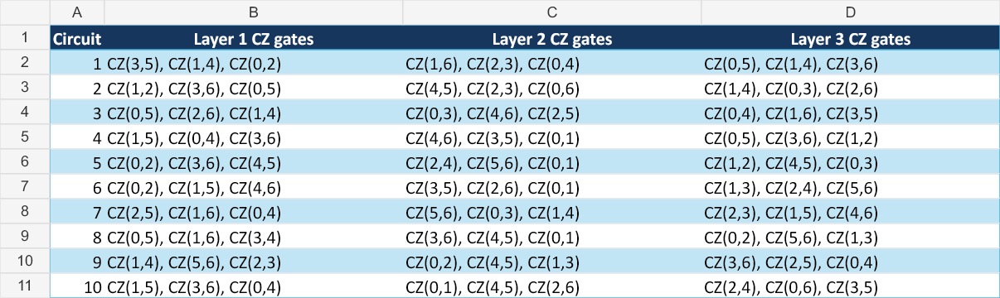 A B C D
1 Circuit Layer 1 CZ gates Layer 2 CZ gates Layer 3 CZ gates
2 1 CZ(3,5), CZ(1,4), CZ(0,2) CZ(1,6), CZ(2,3), CZ(0,4) CZ(0,5), CZ(1,4), CZ(3,6)
3 2 CZ(1,2), CZ(3,6), CZ(0,5) CZ(4,5), CZ(2,3), CZ(0,6) CZ(1,4), CZ(0,3), CZ(2,6)
4 3 CZ(0,5), CZ(2,6), CZ(1,4) CZ(0,3), CZ(4,6), CZ(2,5) CZ(0,4), CZ(1,6), CZ(3,5)
5 4 CZ(1,5), CZ(0,4), CZ(3,6) CZ(4,6), CZ(3,5), CZ(0,1) CZ(0,5), CZ(3,6), CZ(1,2)
6 5 CZ(0,2), CZ(3,6), CZ(4,5) CZ(2,4), CZ(5,6), CZ(0,1) CZ(1,2), CZ(4,5), CZ(0,3)
7 6 CZ(0,2), CZ(1,5), CZ(4,6) CZ(3,5), CZ(2,6), CZ(0,1) CZ(1,3), CZ(2,4), CZ(5,6)
8 7 CZ(2,5), CZ(1,6), CZ(0,4) CZ(5,6), CZ(0,3), CZ(1,4) CZ(2,3), CZ(1,5), CZ(4,6)
9 8 CZ(0,5), CZ(1,6), CZ(3,4) CZ(3,6), CZ(4,5), CZ(0,1) CZ(0,2), CZ(5,6), CZ(1,3)
10 9 CZ(1,4), CZ(5,6), CZ(2,3) CZ(0,2), CZ(4,5), CZ(1,3) CZ(3,6), CZ(2,5), CZ(0,4)
11 10 CZ(1,5), CZ(3,6), CZ(0,4) CZ(0,1), CZ(4,5), CZ(2,6) CZ(2,4), CZ(0,6), CZ(3,5)